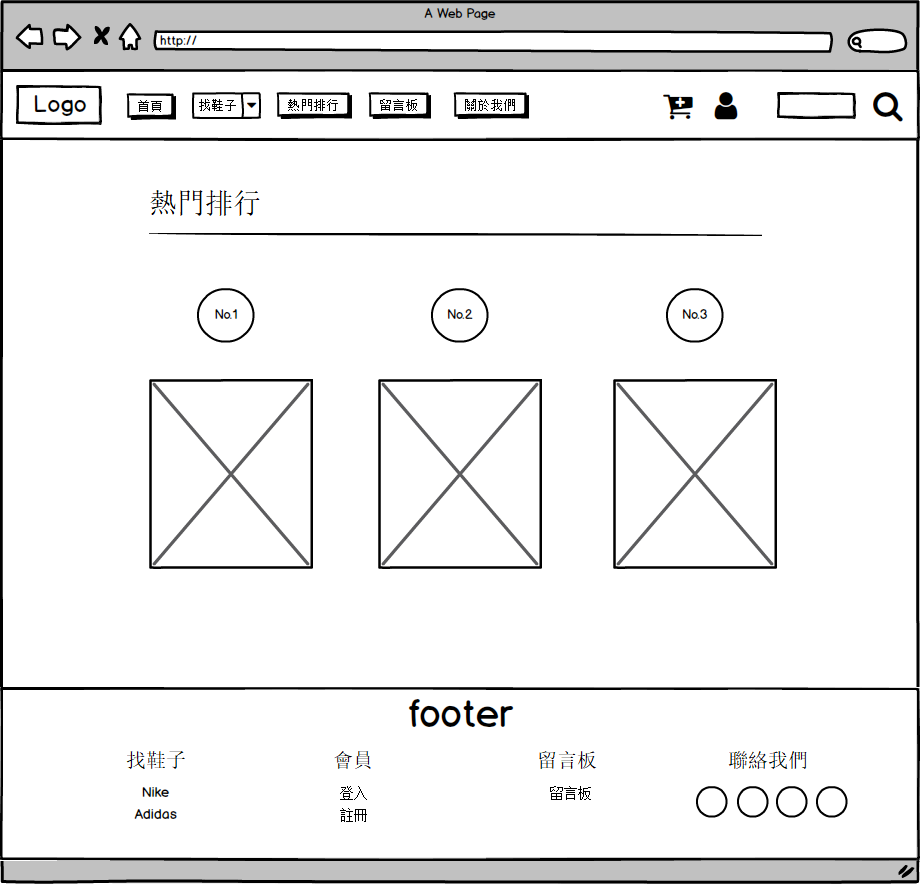 A Web Page
http://
Logo
首頁
找鞋子
熱門排行
留言板
關於我們
熱門排行
No.1
No.2
No.3
footer
找鞋子
會員
留言板
聯絡我們
Nike
登入
留言板
Adidas
註冊